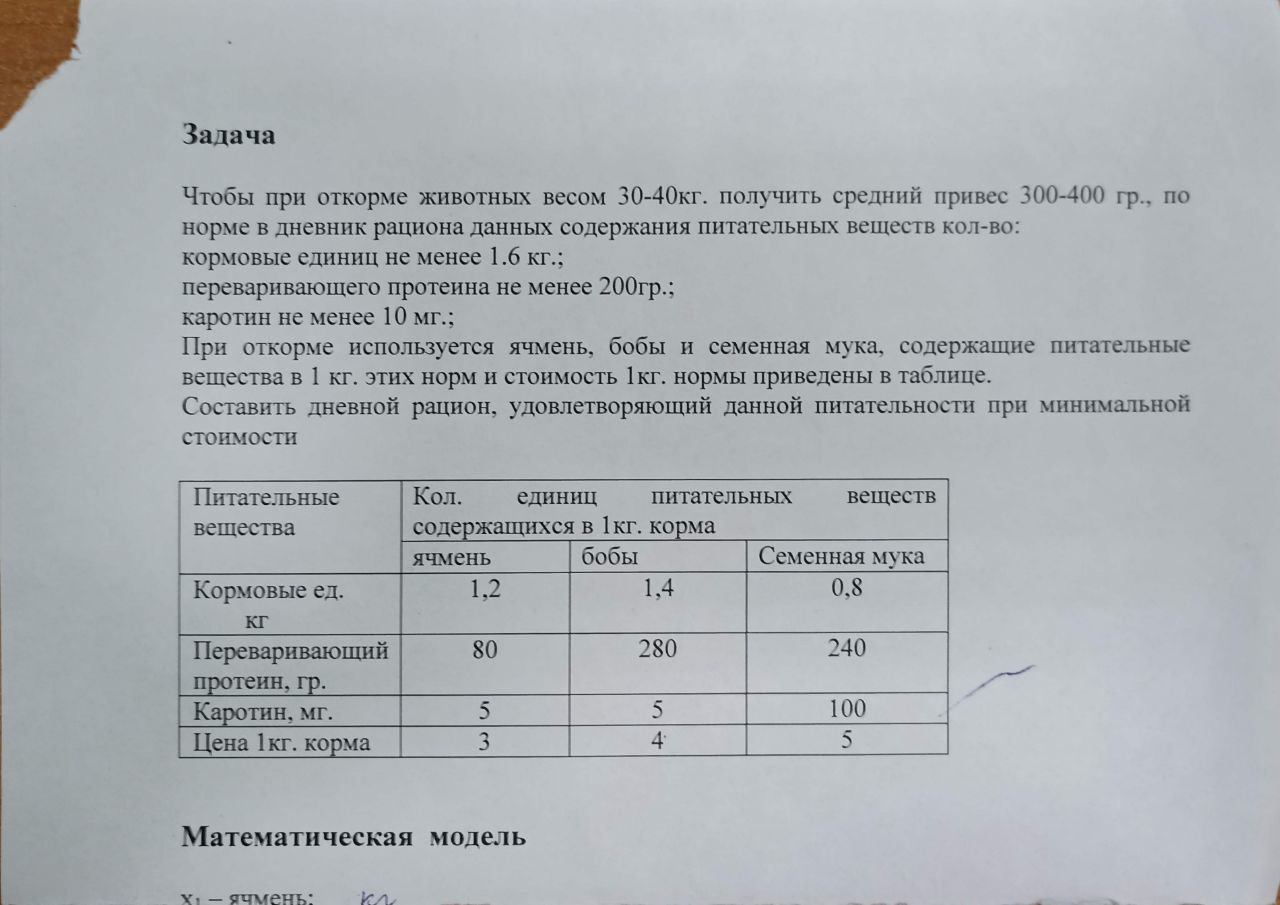 Задача
Чтобы при откорме животных весом 30-40кг. получить средний привес 300-400 гр., по
норме в дневник рациона данных содержания питательных веществ кол-во:
кормовые единиц не менее 1.6 кг.;
переваривающего протеина не менее 200гр.;
каротин не менее 10 мг.;
При откорме используется ячмень, бобы и семенная мука, содержащие питательные
вещества в 1 кг. этих норм и стоимость 1кг. нормы приведены в таблице.
Составить дневной рацион, удовлетворяющий данной питательности при минимальной
стоимости
Питательные вещества
Кол. единиц питательных веществ
содержащихся в 1кг. корма
ячмень бобы Семенная мука
Кормовые ед. кг 1,2 1,4 0,8
Переваривающий протеин, гр. 80 280 240
Каротин, мг. 5 5 100
Цена 1кг. корма 3 4 5
Математическая модель
x₁ – ячмень; кг